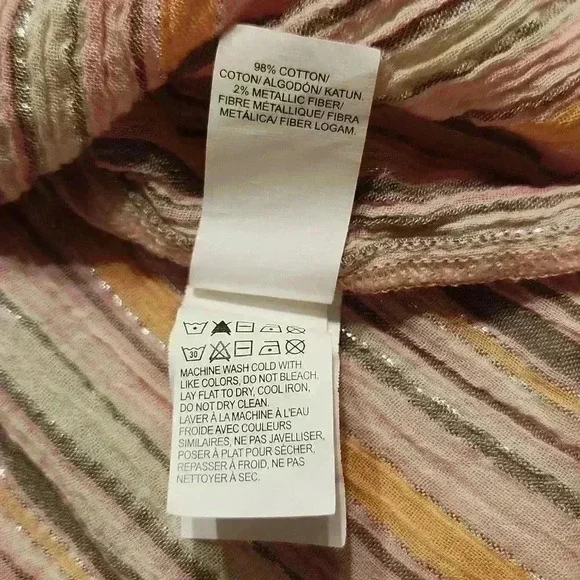 98% COTTON/
COTON/ ALGODÓN/ KATUN.
2% METALLIC FIBER/
FIBRE MÉTALLIQUE/ FIBRA
METÁLICA/ FIBER LOGAM.
30
MACHINE WASH COLD WITH
LIKE COLORS, DO NOT BLEACH.
LAY FLAT TO DRY, COOL IRON,
DO NOT DRY CLEAN.
LAVER À LA MACHINE À L'EAU
FROIDE AVEC COULEURS
SIMILAIRES, NE PAS JAVELLISER,
POSER À PLAT POUR SÈCHER,
REPASSER À FROID, NE PAS
NETTOYER À SEC.